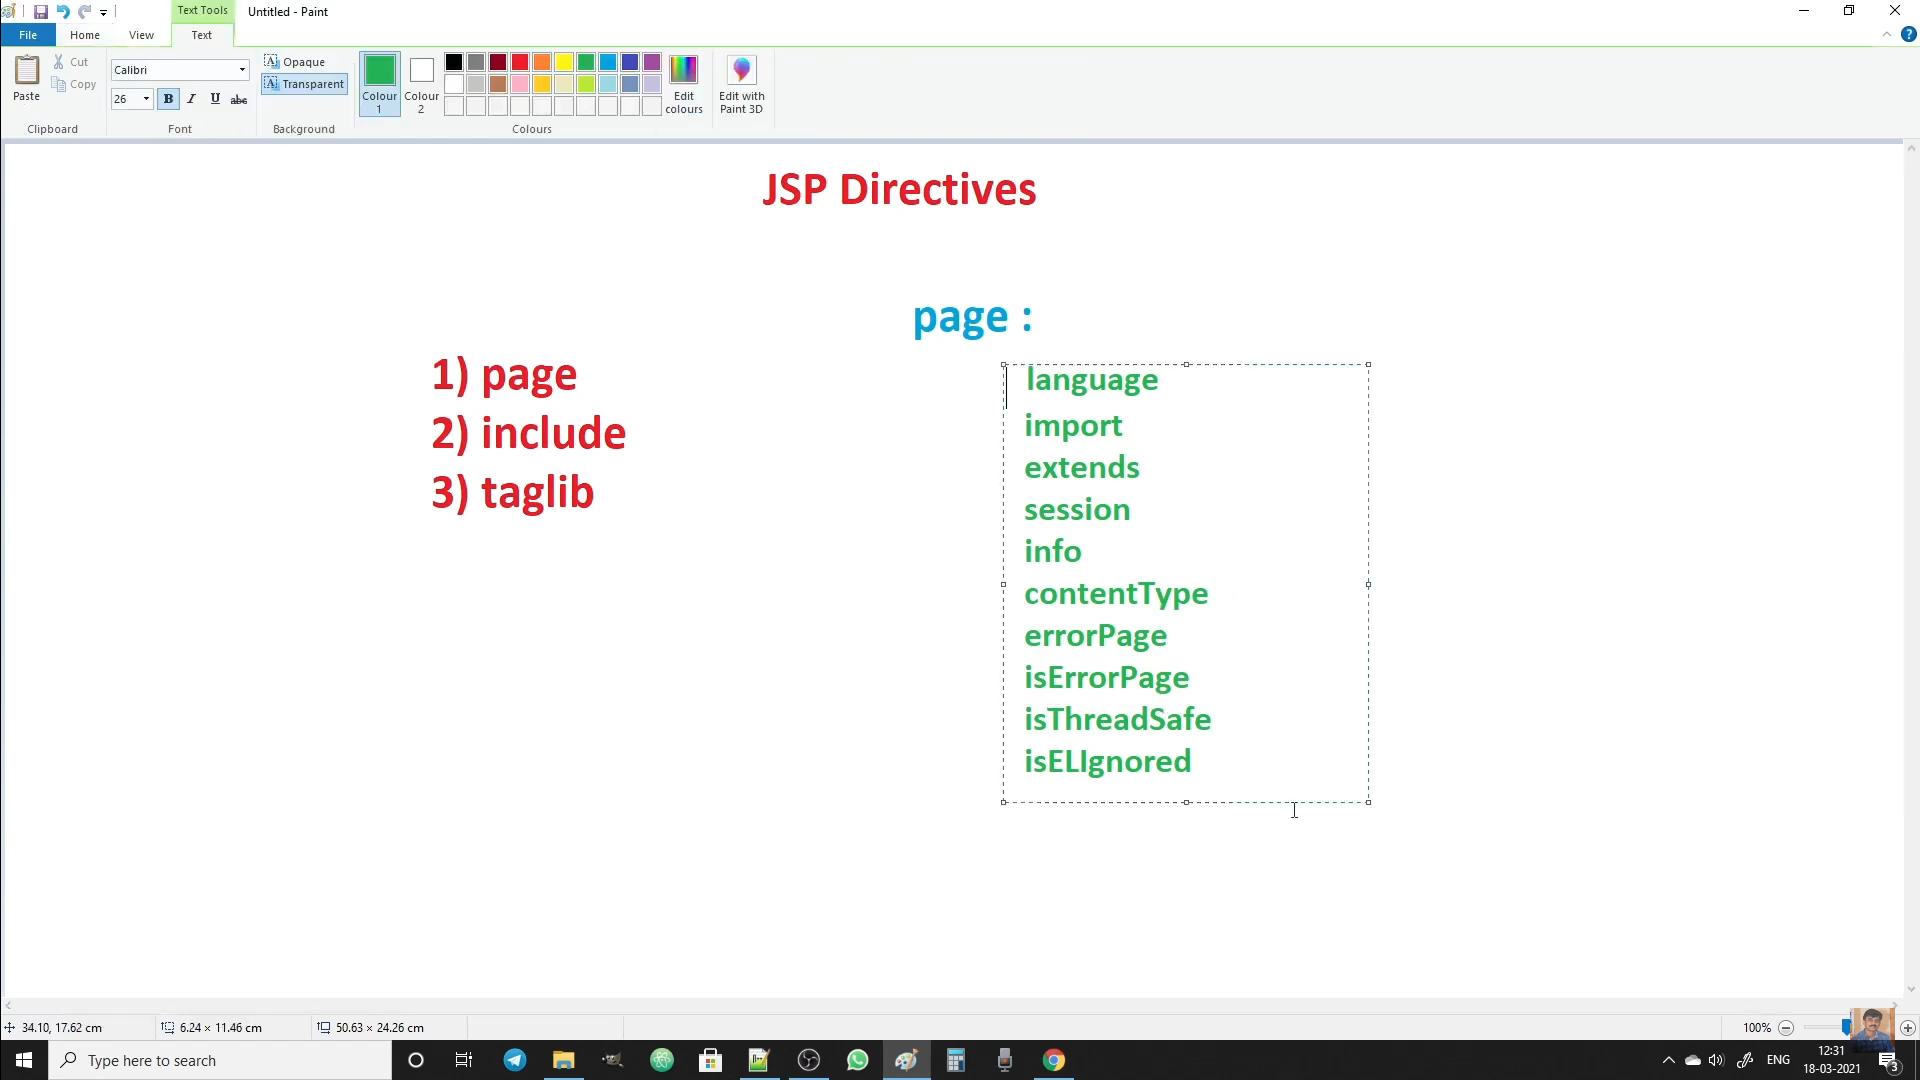 Text Tools
Untitled - Paint
File
Home
View
Text
Paste
Cut
Copy
Clipboard
Calibri
26
B I U abc
Font
Opaque
Transparent
Background
Colour 1
Colour 2
Colours
Edit colours
Edit with Paint 3D
JSP Directives
1) page
2) include
3) taglib
page :
language
import
extends
session
info
contentType
errorPage
isErrorPage
isThreadSafe
isELIgnored
34.10, 17.62 cm
6.24 × 11.46 cm
50.63 × 24.26 cm
100%
Type here to search
ENG
12:31
18-03-2021
3